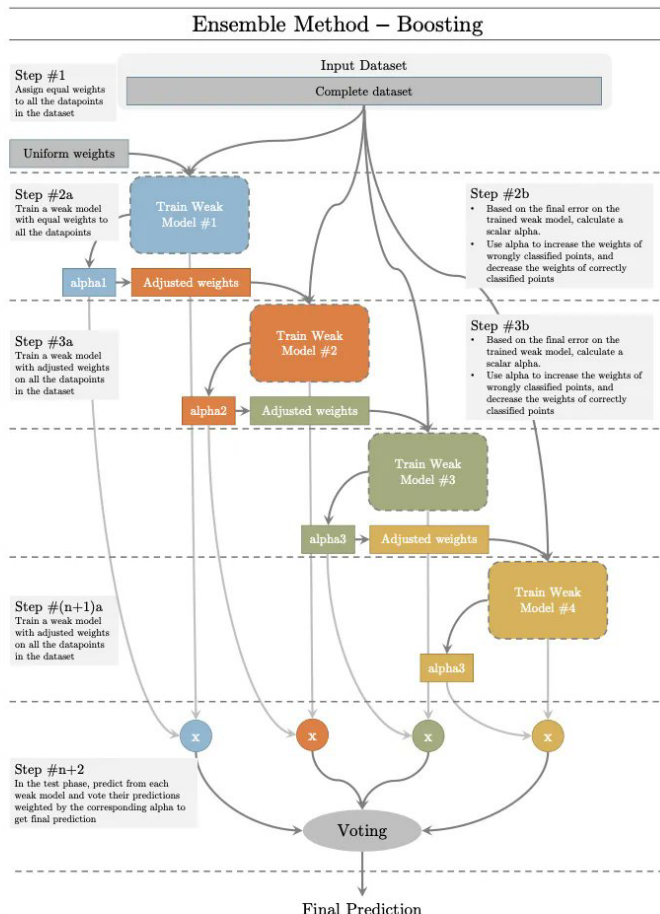 Ensemble Method – Boosting
Step #1
Assign equal weights
to all the datapoints
in the dataset
Input Dataset
Complete dataset
Uniform weights
Step #2a
Train a weak model
with equal weights to
all the datapoints
Train Weak
Model #1
Step #2b
• Based on the final error on the
trained weak model, calculate a
scalar alpha.
• Use alpha to increase the weights of
wrongly classified points, and
decrease the weights of correctly
classified points
alpha1
Adjusted weights
Step #3a
Train a weak model
with adjusted weights
on all the datapoints
in the dataset
Train Weak
Model #2
Step #3b
• Based on the final error on the
trained weak model, calculate a
scalar alpha.
• Use alpha to increase the weights of
wrongly classified points, and
decrease the weights of correctly
classified points
alpha2
Adjusted weights
Train Weak
Model #3
alpha3
Adjusted weights
Train Weak
Model #4
Step #(n+1)a
Train a weak model
with adjusted weights
on all the datapoints
in the dataset
alpha3
x
x
x
x
Step #n+2
In the test phase, predict from each
weak model and vote their predictions
weighted by the corresponding alpha to
get final prediction
Voting
Final Prediction